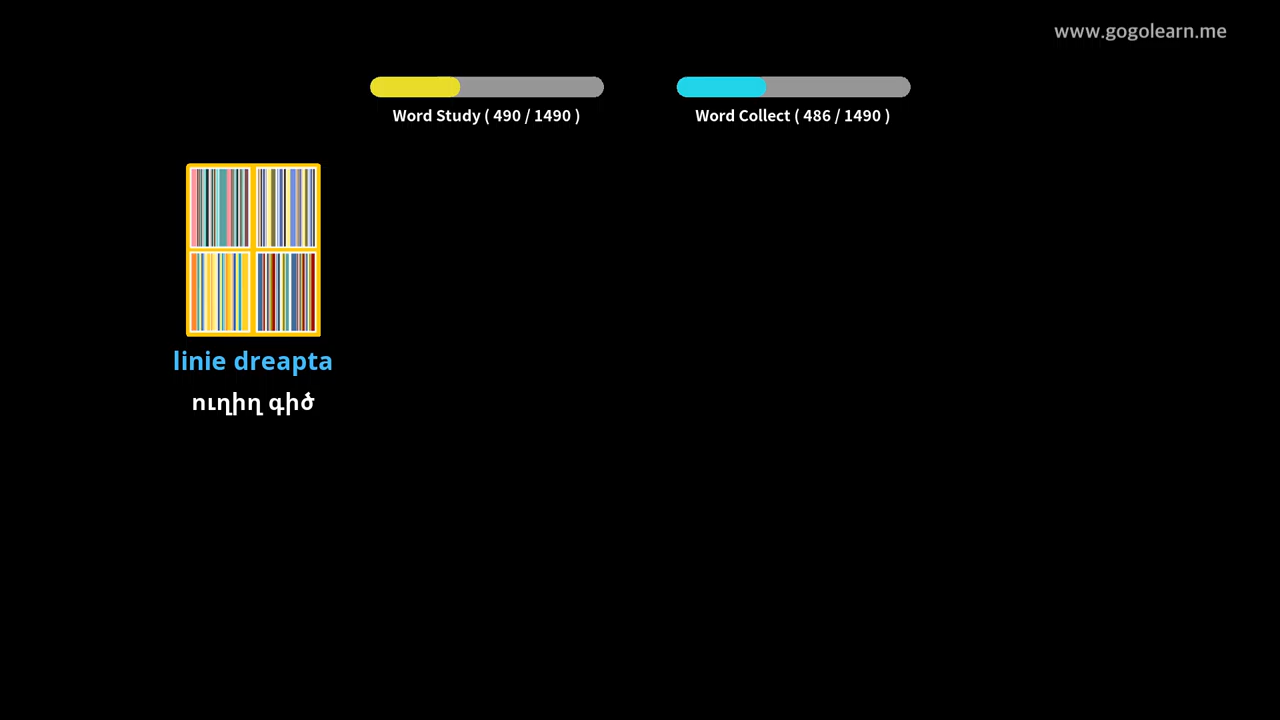 www.gogolearn.me
Word Study ( 490 / 1490 )
Word Collect ( 486 / 1490 )
linie dreapta
ուղիղ գիծ